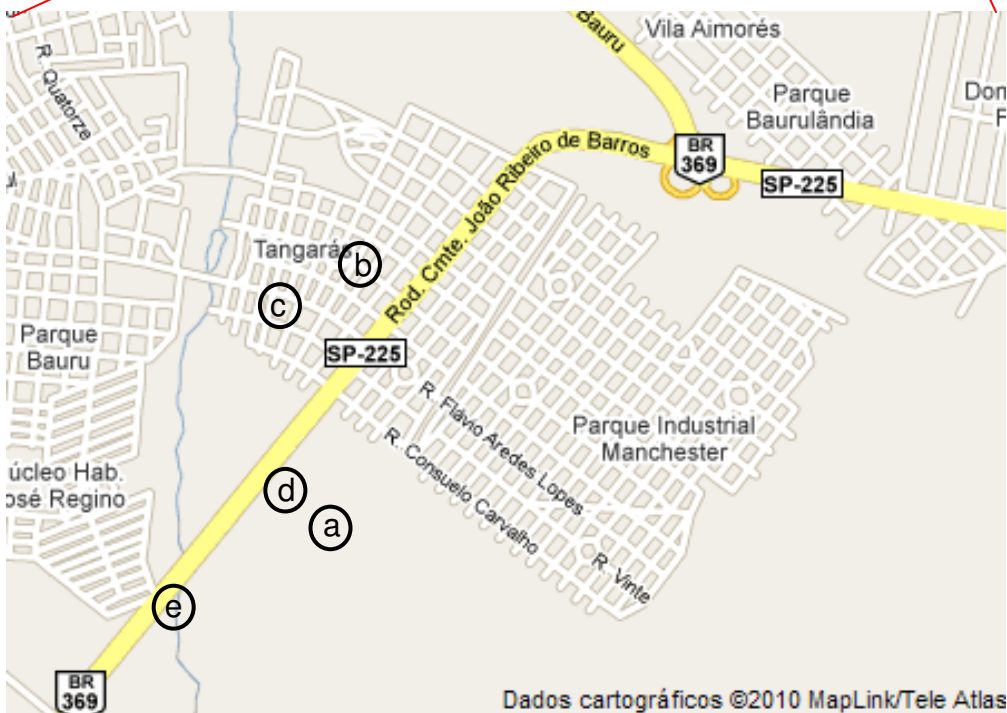 R. Quatorze
Bauru
Vila Aimorés
Parque
Baurulândia
BR
369
SP-225
Rod. Cmte. João Ribeiro de Barros
Tangarás
b
c
Parque
Bauru
SP-225
R. Flávio Aredes Lopes
R. Consuelo Carvalho
Parque Industrial
Manchester
úcleo Hab.
osé Regino
d
a
R. Vinte
e
BR
369
Dados cartográficos ©2010 MapLink/Tele Atlas